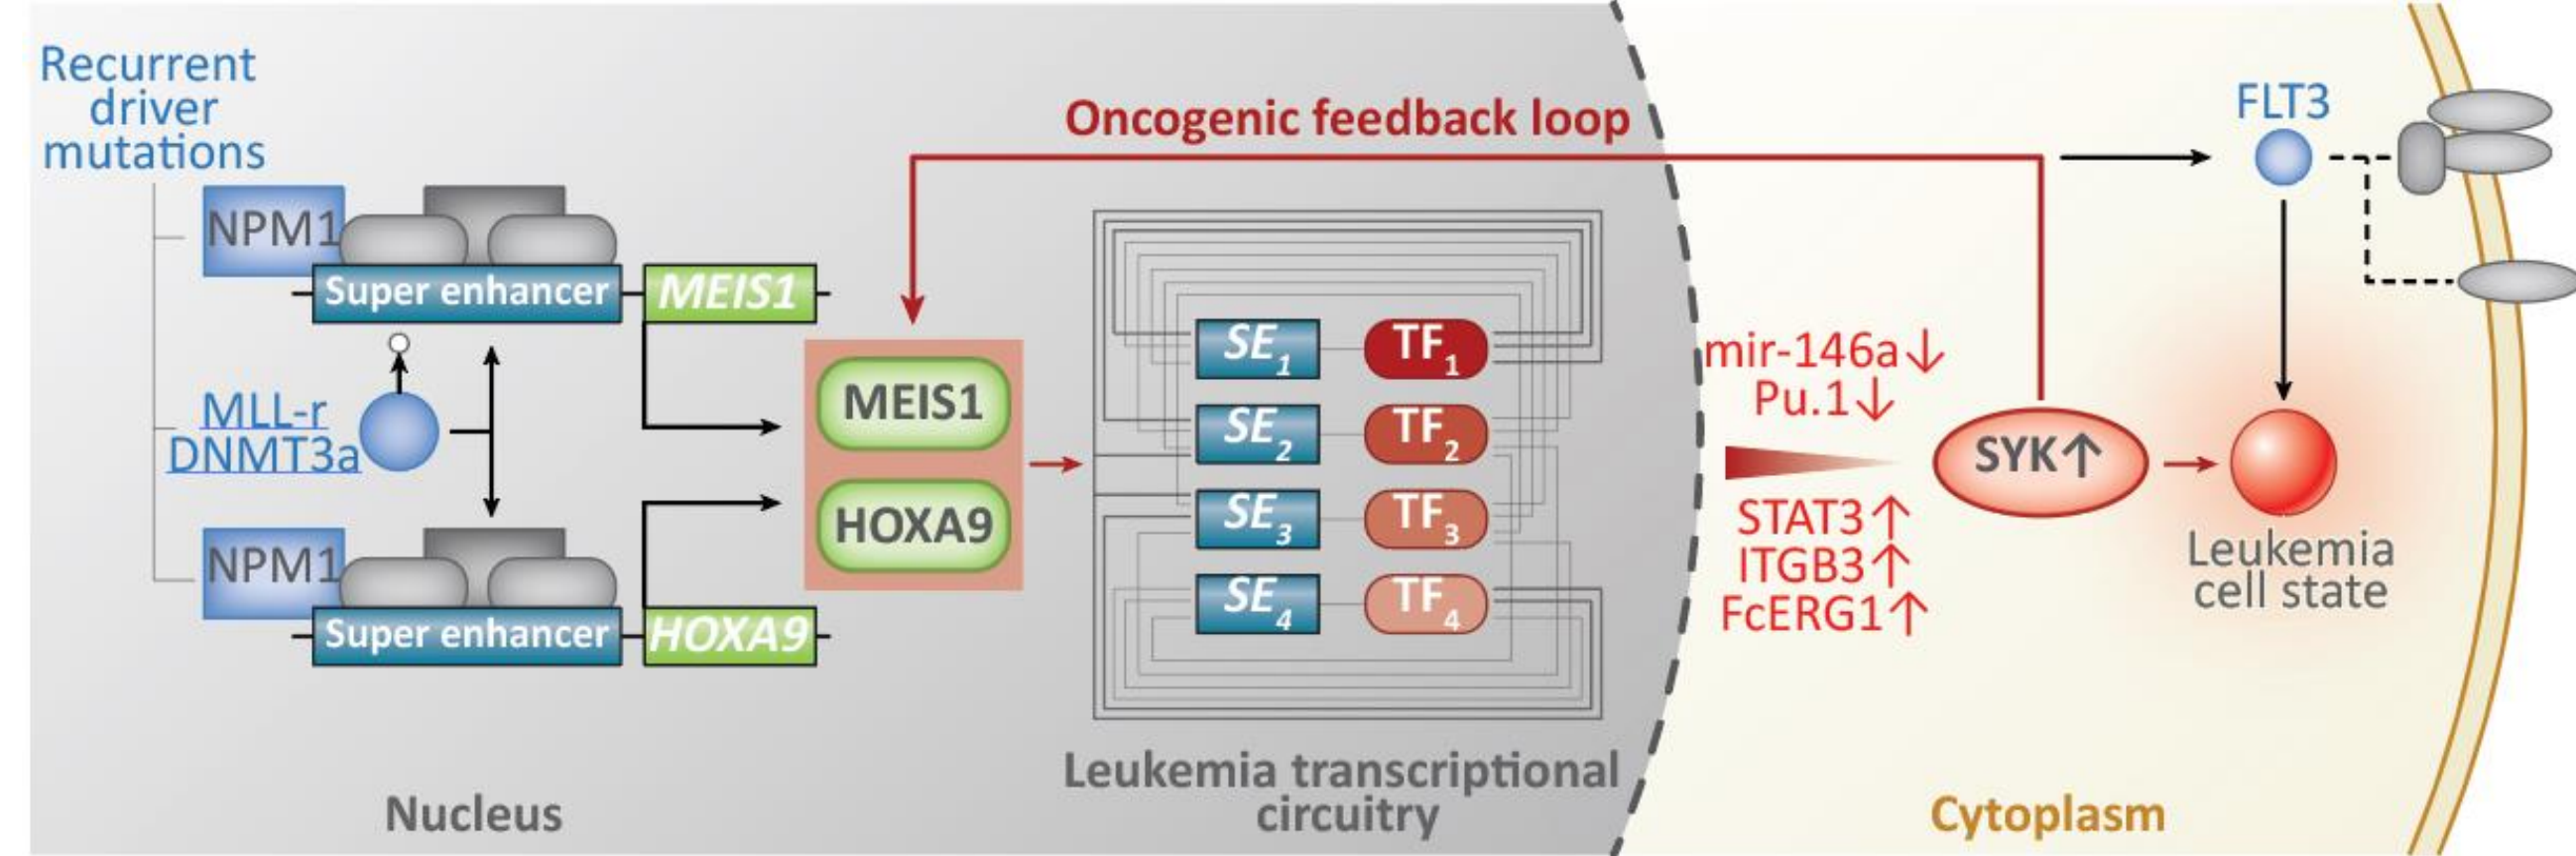 Recurrent
driver
mutations
NPM1
Super enhancer
MEIS1
MLL-r
DNMT3a
NPM1
Super enhancer
HOXA9
Nucleus
Oncogenic feedback loop
MEIS1
HOXA9
SE1 TF1
SE2 TF2
SE3 TF3
SE4 TF4
Leukemia transcriptional
circuitry
mir-146a↓
Pu.1↓
STAT3↑
ITGB3↑
FcERG1↑
SYK↑
FLT3
Leukemia
cell state
Cytoplasm